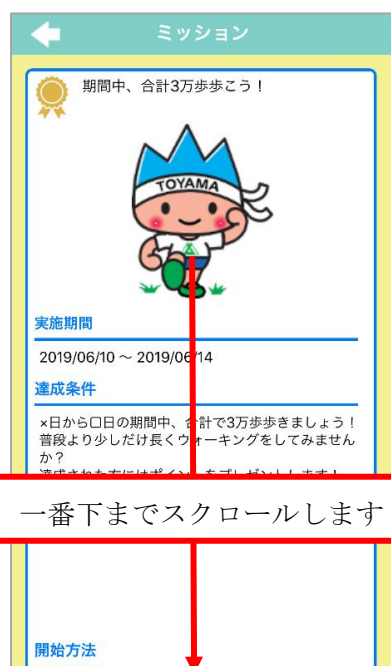 ミッション
期間中、合計3万歩歩こう！
TOYAMA
実施期間
2019/06/10 ～ 2019/06/14
達成条件
×日から□日の期間中、合計で3万歩歩きましょう！
普段より少しだけ長くウォーキングをしてみません
か？
一番下までスクロールします
開始方法